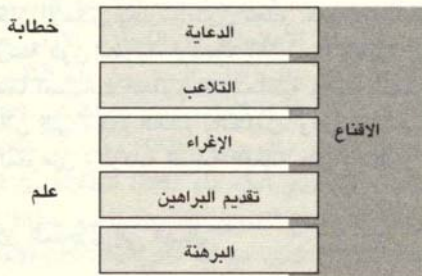 الدعاية
خطابة
التلاعب
الاقناع
الإغراء
تقديم البراهين
علم
البرهنة